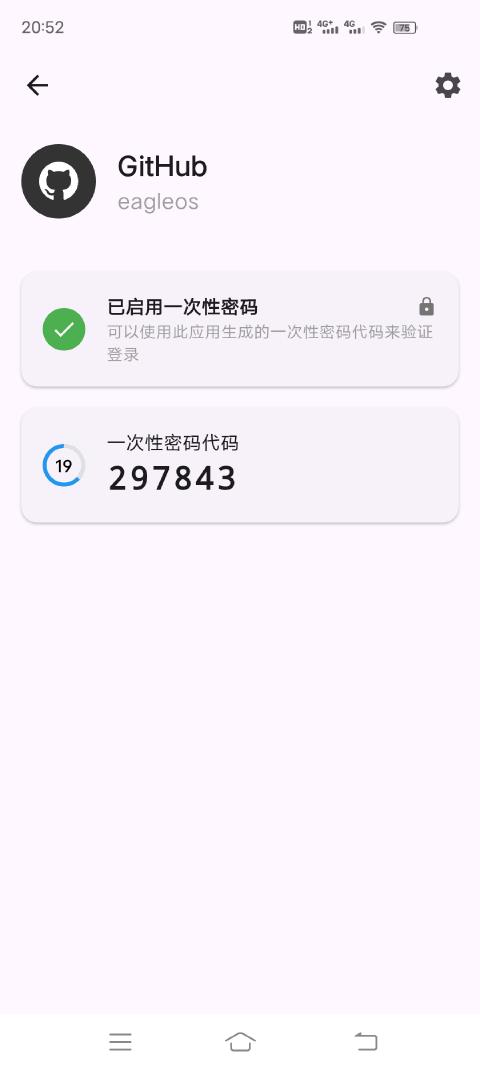 20:52
HD 1 2 4G+ 4G 75
GitHub
eagleos
已启用一次性密码
可以使用此应用生成的一次性密码代码来验证
登录
19
一次性密码代码
297843